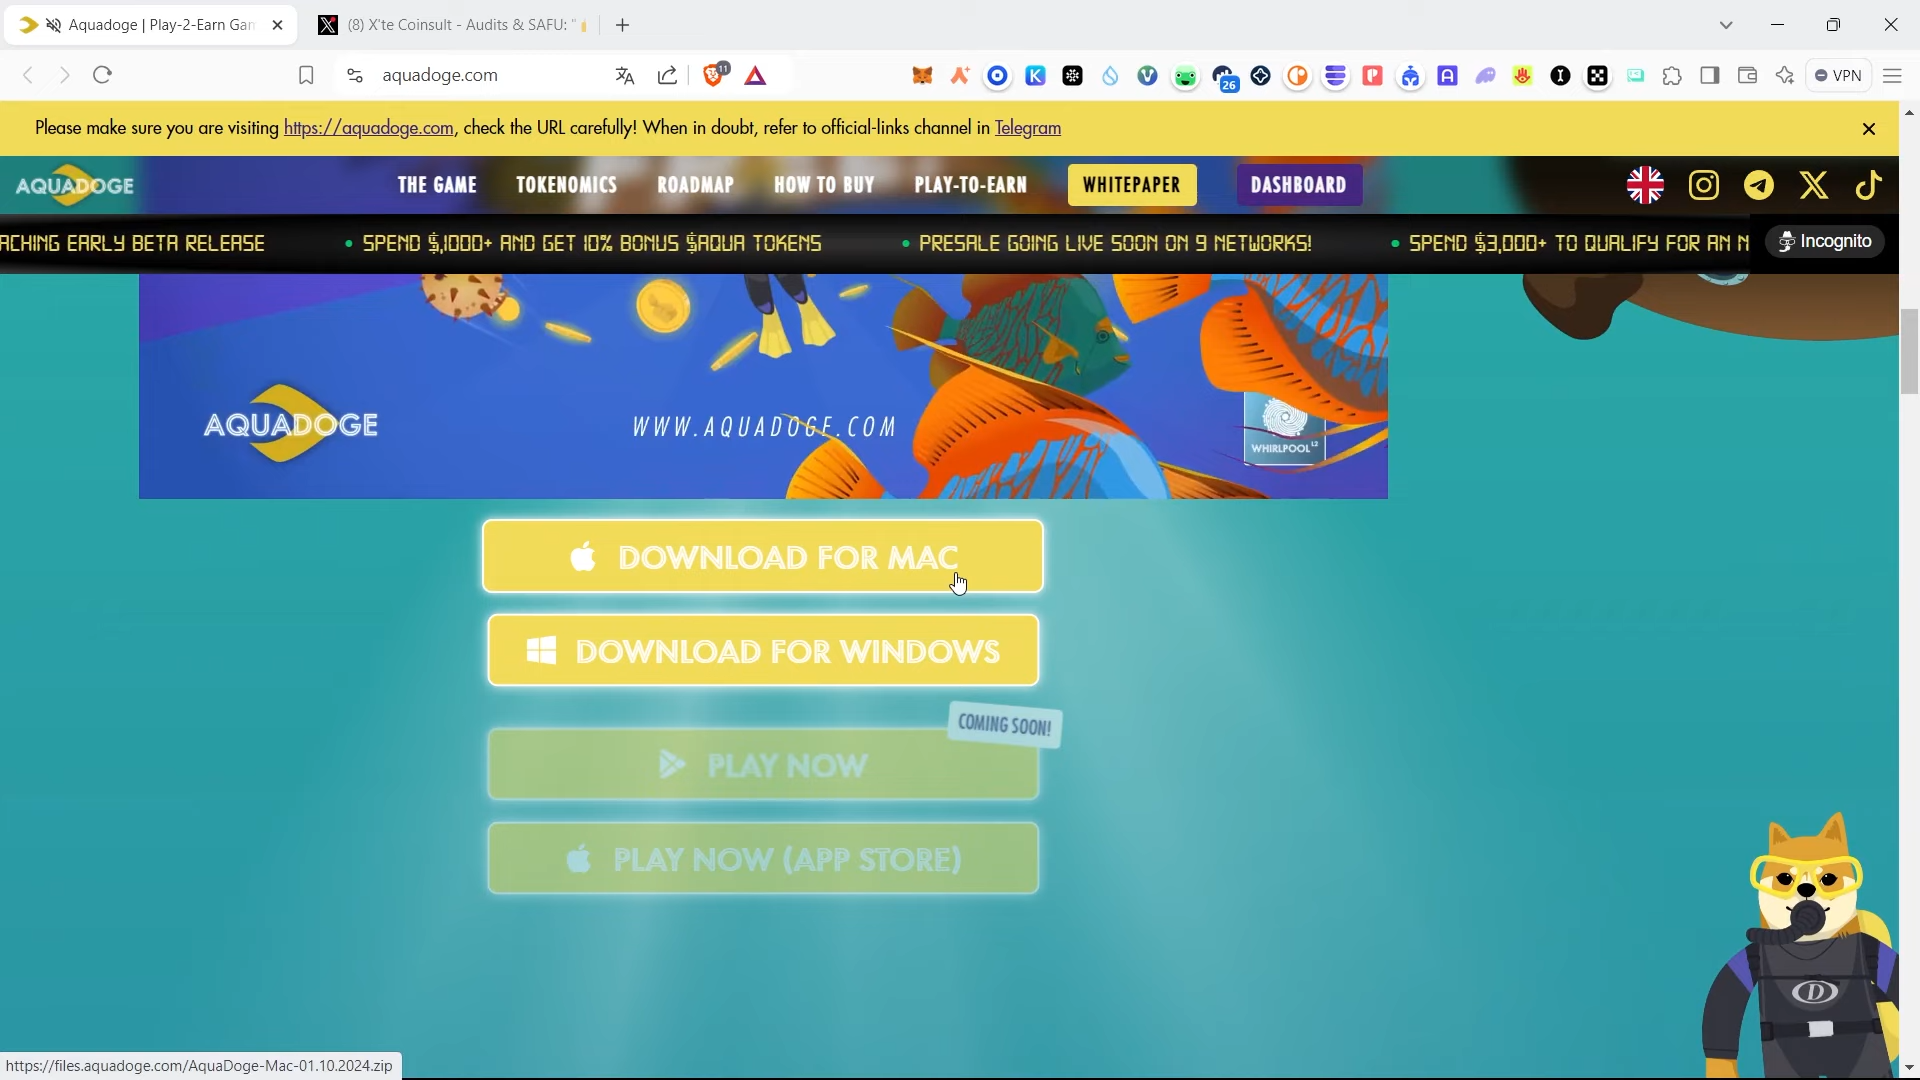 Aquadoge | Play-2-Earn Gam
(8) X'te Coinsult - Audits & SAFU: "
aquadoge.com
11
26
VPN
Please make sure you are visiting https://aquadoge.com, check the URL carefully! When in doubt, refer to official-links channel in Telegram
AQUADOGE
THE GAME
TOKENOMICS
ROADMAP
HOW TO BUY
PLAY-TO-EARN
WHITEPAPER
DASHBOARD
ACHING EARLY BETA RELEASE • SPEND $,1000+ AND GET 10% BONUS $AQUA TOKENS • PRESALE GOING LIVE SOON ON 9 NETWORKS! • SPEND $3,000+ TO QUALIFY FOR AN N
Incognito
AQUADOGE
WWW.AQUADOGE.COM
WHIRLPOOL L2
DOWNLOAD FOR MAC
DOWNLOAD FOR WINDOWS
COMING SOON!
PLAY NOW
PLAY NOW (APP STORE)
D
https://files.aquadoge.com/AquaDoge-Mac-01.10.2024.zip